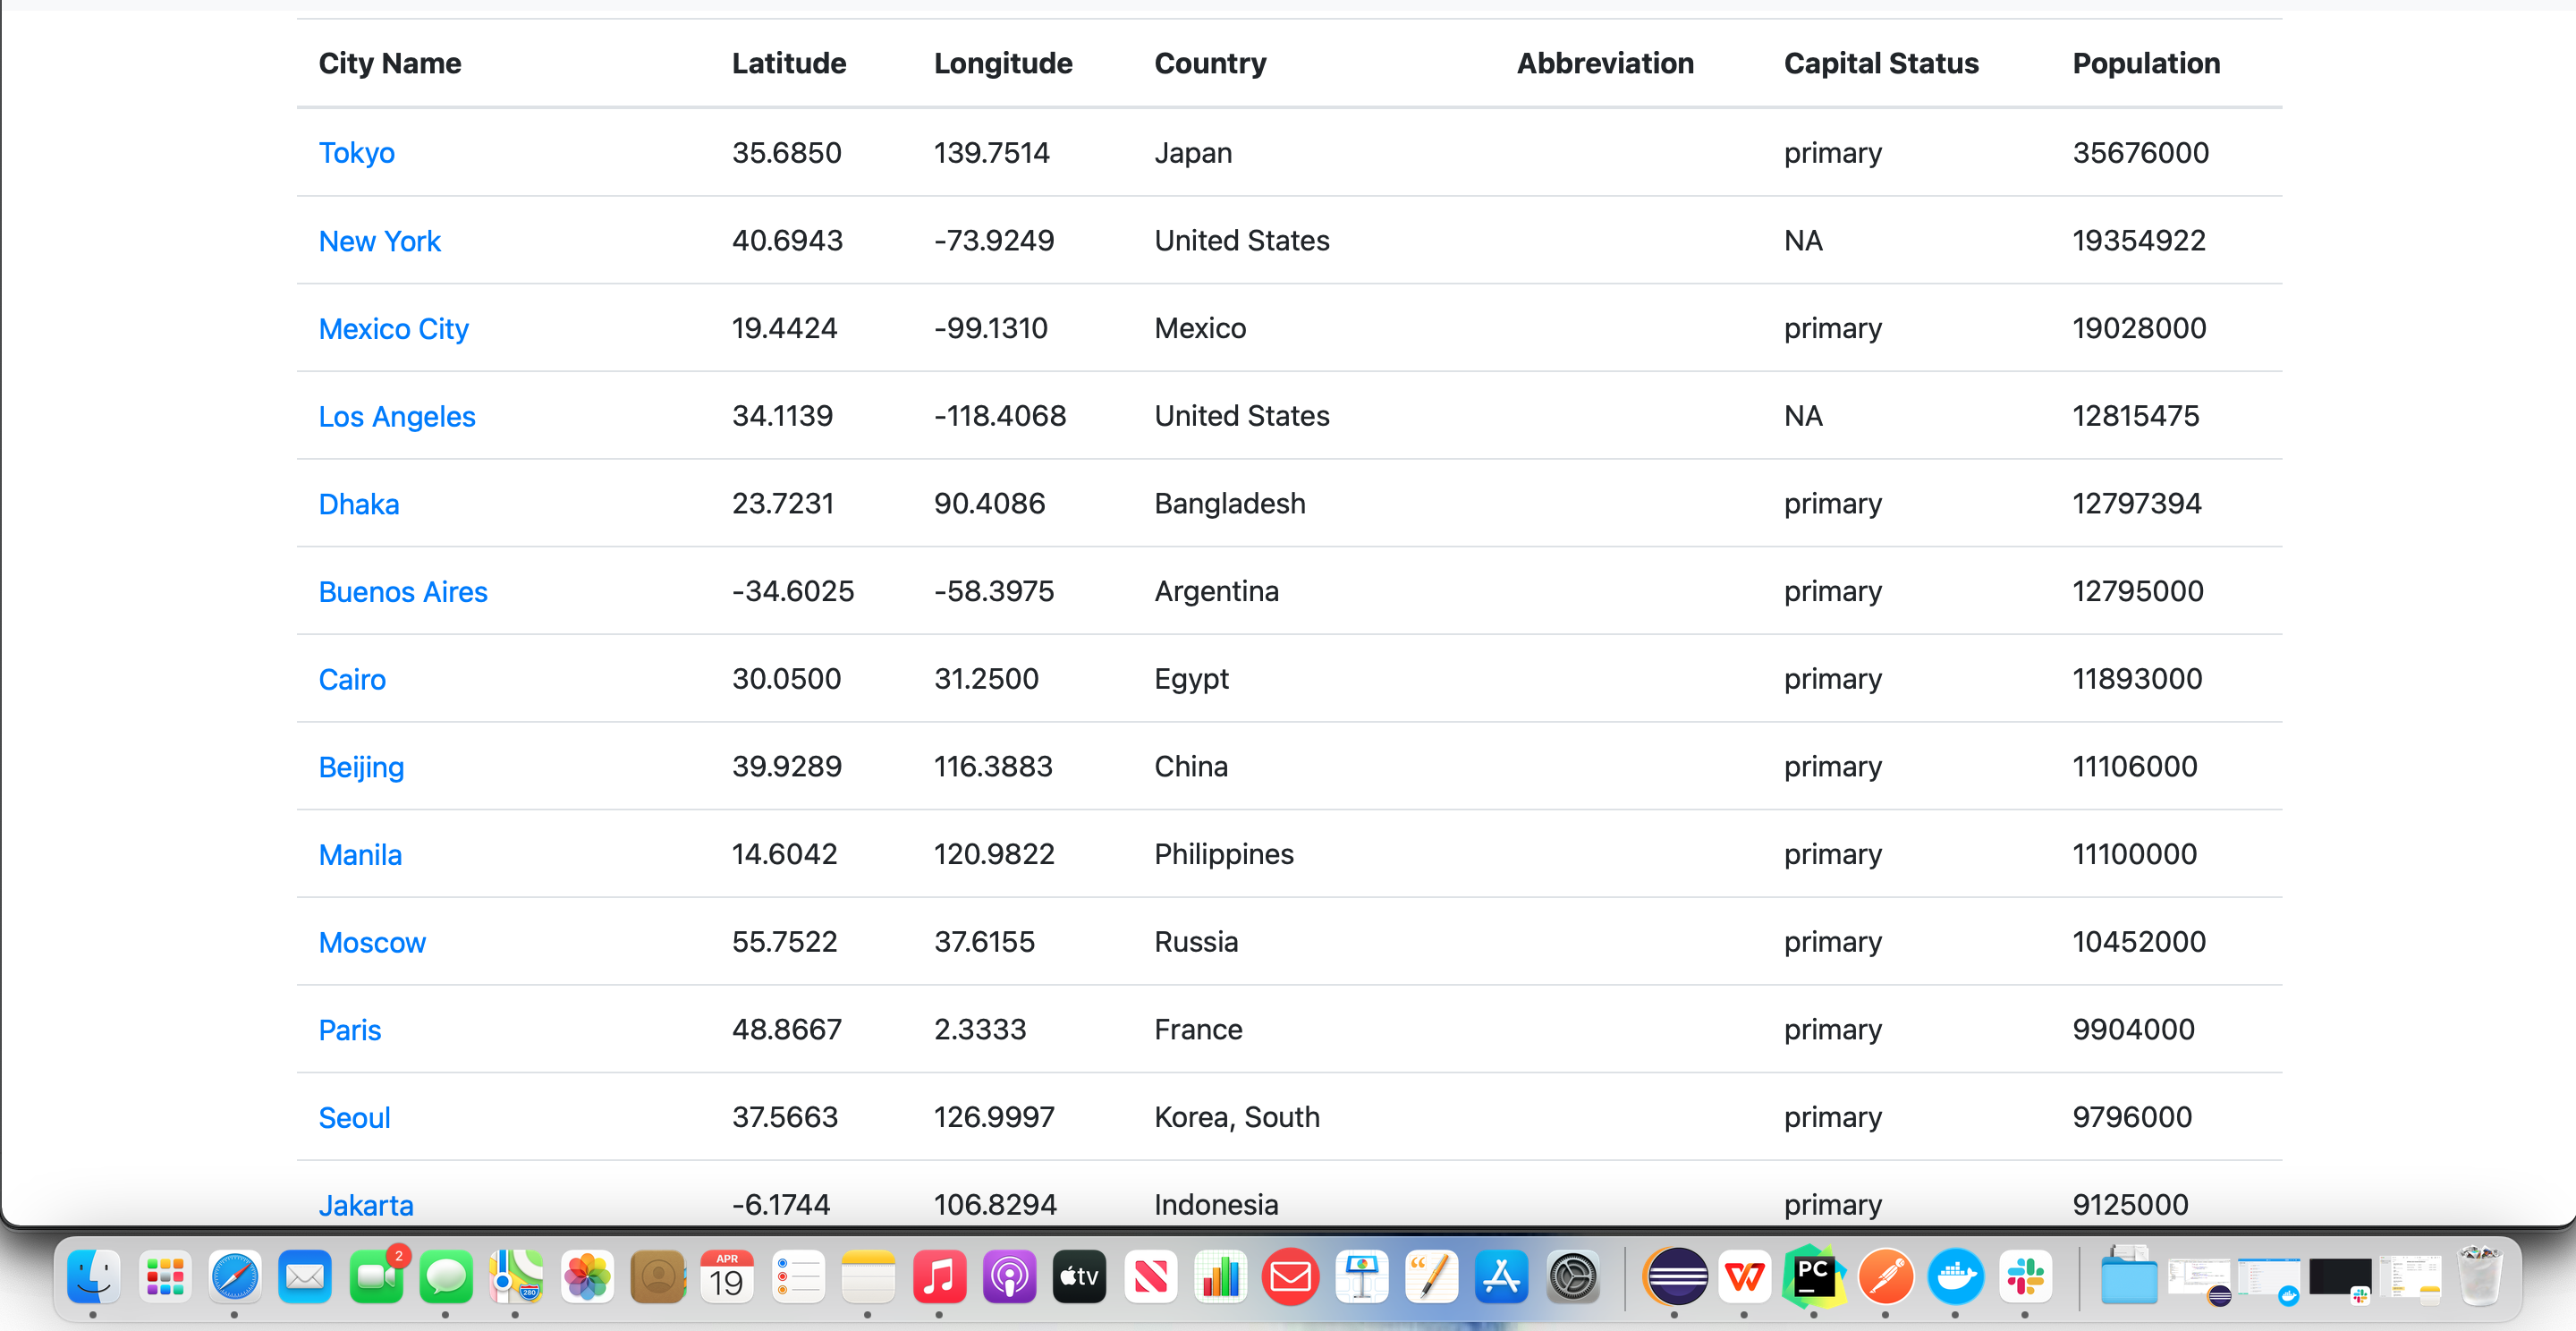 City Name Latitude Longitude Country Abbreviation Capital Status Population
Tokyo 35.6850 139.7514 Japan primary 35676000
New York 40.6943 -73.9249 United States NA 19354922
Mexico City 19.4424 -99.1310 Mexico primary 19028000
Los Angeles 34.1139 -118.4068 United States NA 12815475
Dhaka 23.7231 90.4086 Bangladesh primary 12797394
Buenos Aires -34.6025 -58.3975 Argentina primary 12795000
Cairo 30.0500 31.2500 Egypt primary 11893000
Beijing 39.9289 116.3883 China primary 11106000
Manila 14.6042 120.9822 Philippines primary 11100000
Moscow 55.7522 37.6155 Russia primary 10452000
Paris 48.8667 2.3333 France primary 9904000
Seoul 37.5663 126.9997 Korea, South primary 9796000
Jakarta -6.1744 106.8294 Indonesia primary 9125000
2
280
APR
19
tv
PC